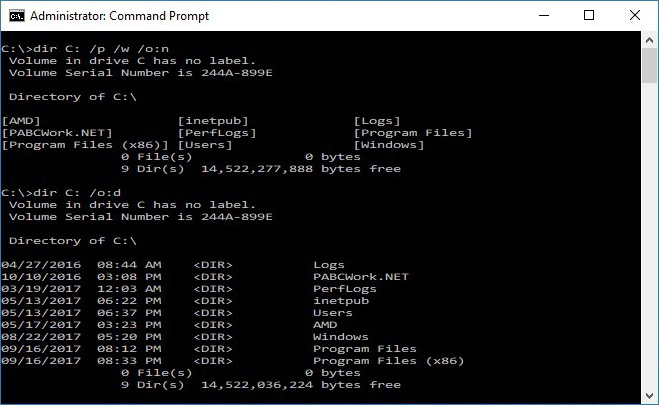 Administrator: Command Prompt
C:\>dir C: /p /w /o:n
Volume in drive C has no label.
Volume Serial Number is 244A-899E
Directory of C:\
[AMD] [inetpub] [Logs]
[PABCWork.NET] [PerfLogs] [Program Files]
[Program Files (x86)] [Users] [Windows]
0 File(s) 0 bytes
9 Dir(s) 14,522,277,888 bytes free
C:\>dir C: /o:d
Volume in drive C has no label.
Volume Serial Number is 244A-899E
Directory of C:\
04/27/2016 08:44 AM <DIR> Logs
10/10/2016 03:08 PM <DIR> PABCWork.NET
03/19/2017 12:03 AM <DIR> PerfLogs
05/13/2017 06:22 PM <DIR> inetpub
05/13/2017 06:37 PM <DIR> Users
05/17/2017 03:23 PM <DIR> AMD
08/22/2017 05:20 PM <DIR> Windows
09/16/2017 08:12 PM <DIR> Program Files
09/16/2017 08:33 PM <DIR> Program Files (x86)
0 File(s) 0 bytes
9 Dir(s) 14,522,036,224 bytes free